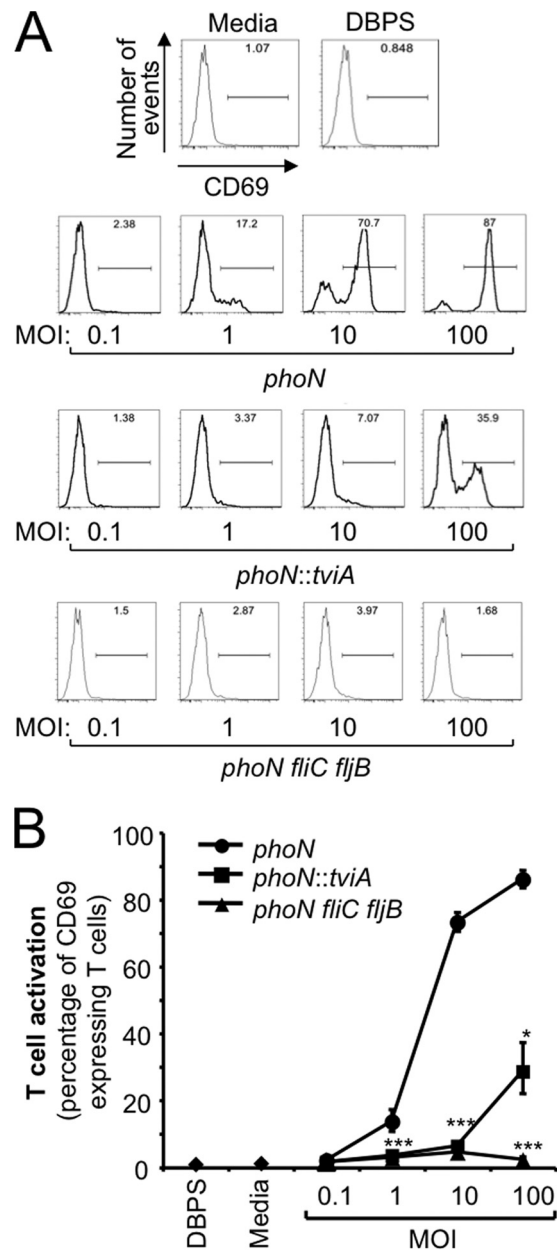 A
Media DBPS
1.07 0.848
Number of
events
CD69
2.38 17.2 70.7 87
MOI: 0.1 1 10 100
phoN
1.38 3.37 7.07 35.9
MOI: 0.1 1 10 100
phoN::tviA
1.5 2.87 3.97 1.68
MOI: 0.1 1 10 100
phoN fliC fljB
B
T cell activation
(percentage of CD69
expressing T cells)
100
80
60
40
20
0
phoN
phoN::tviA
phoN fliC fljB
*
*** *** ***
DBPS Media 0.1 1 10 100
MOI